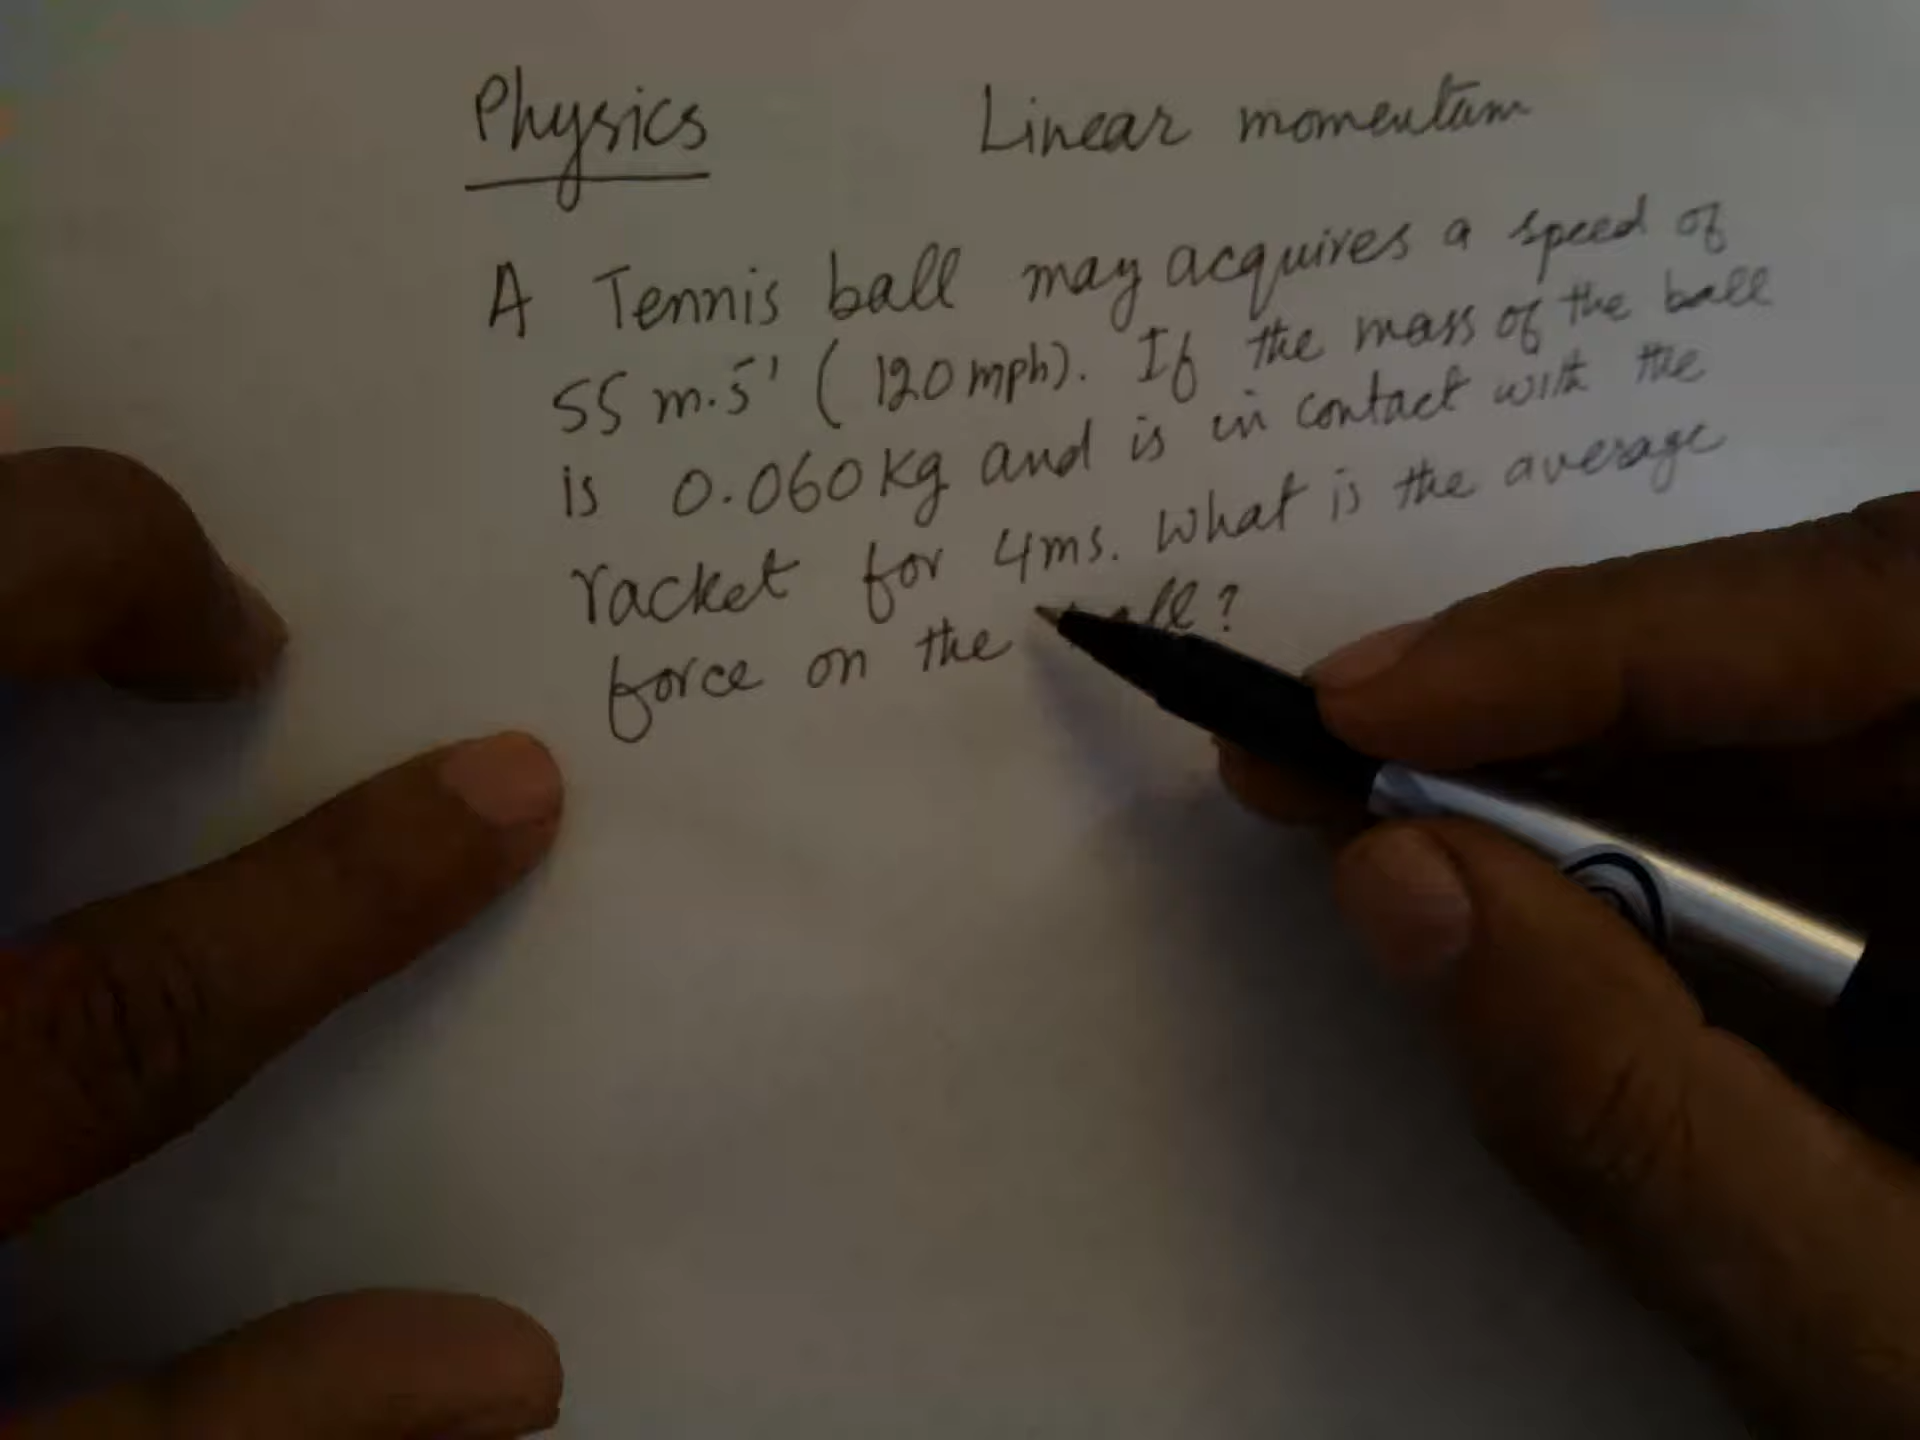 Physics
Linear momentum
A Tennis ball may acquires a speed of
55 m.s' (120 mph). If the mass of the ball
is 0.060 kg and is in contact with the
racket for 4ms. What is the average
force on the ?